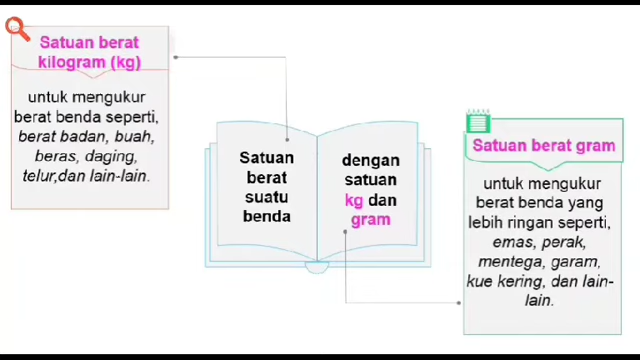 Satuan berat
kilogram (kg)
untuk mengukur
berat benda seperti,
berat badan, buah,
beras, daging,
telur,dan lain-lain.
Satuan
berat
suatu
benda
dengan
satuan
kg dan
gram
Satuan berat gram
untuk mengukur
berat benda yang
lebih ringan seperti,
emas, perak,
mentega, garam,
kue kering, dan lain-
lain.